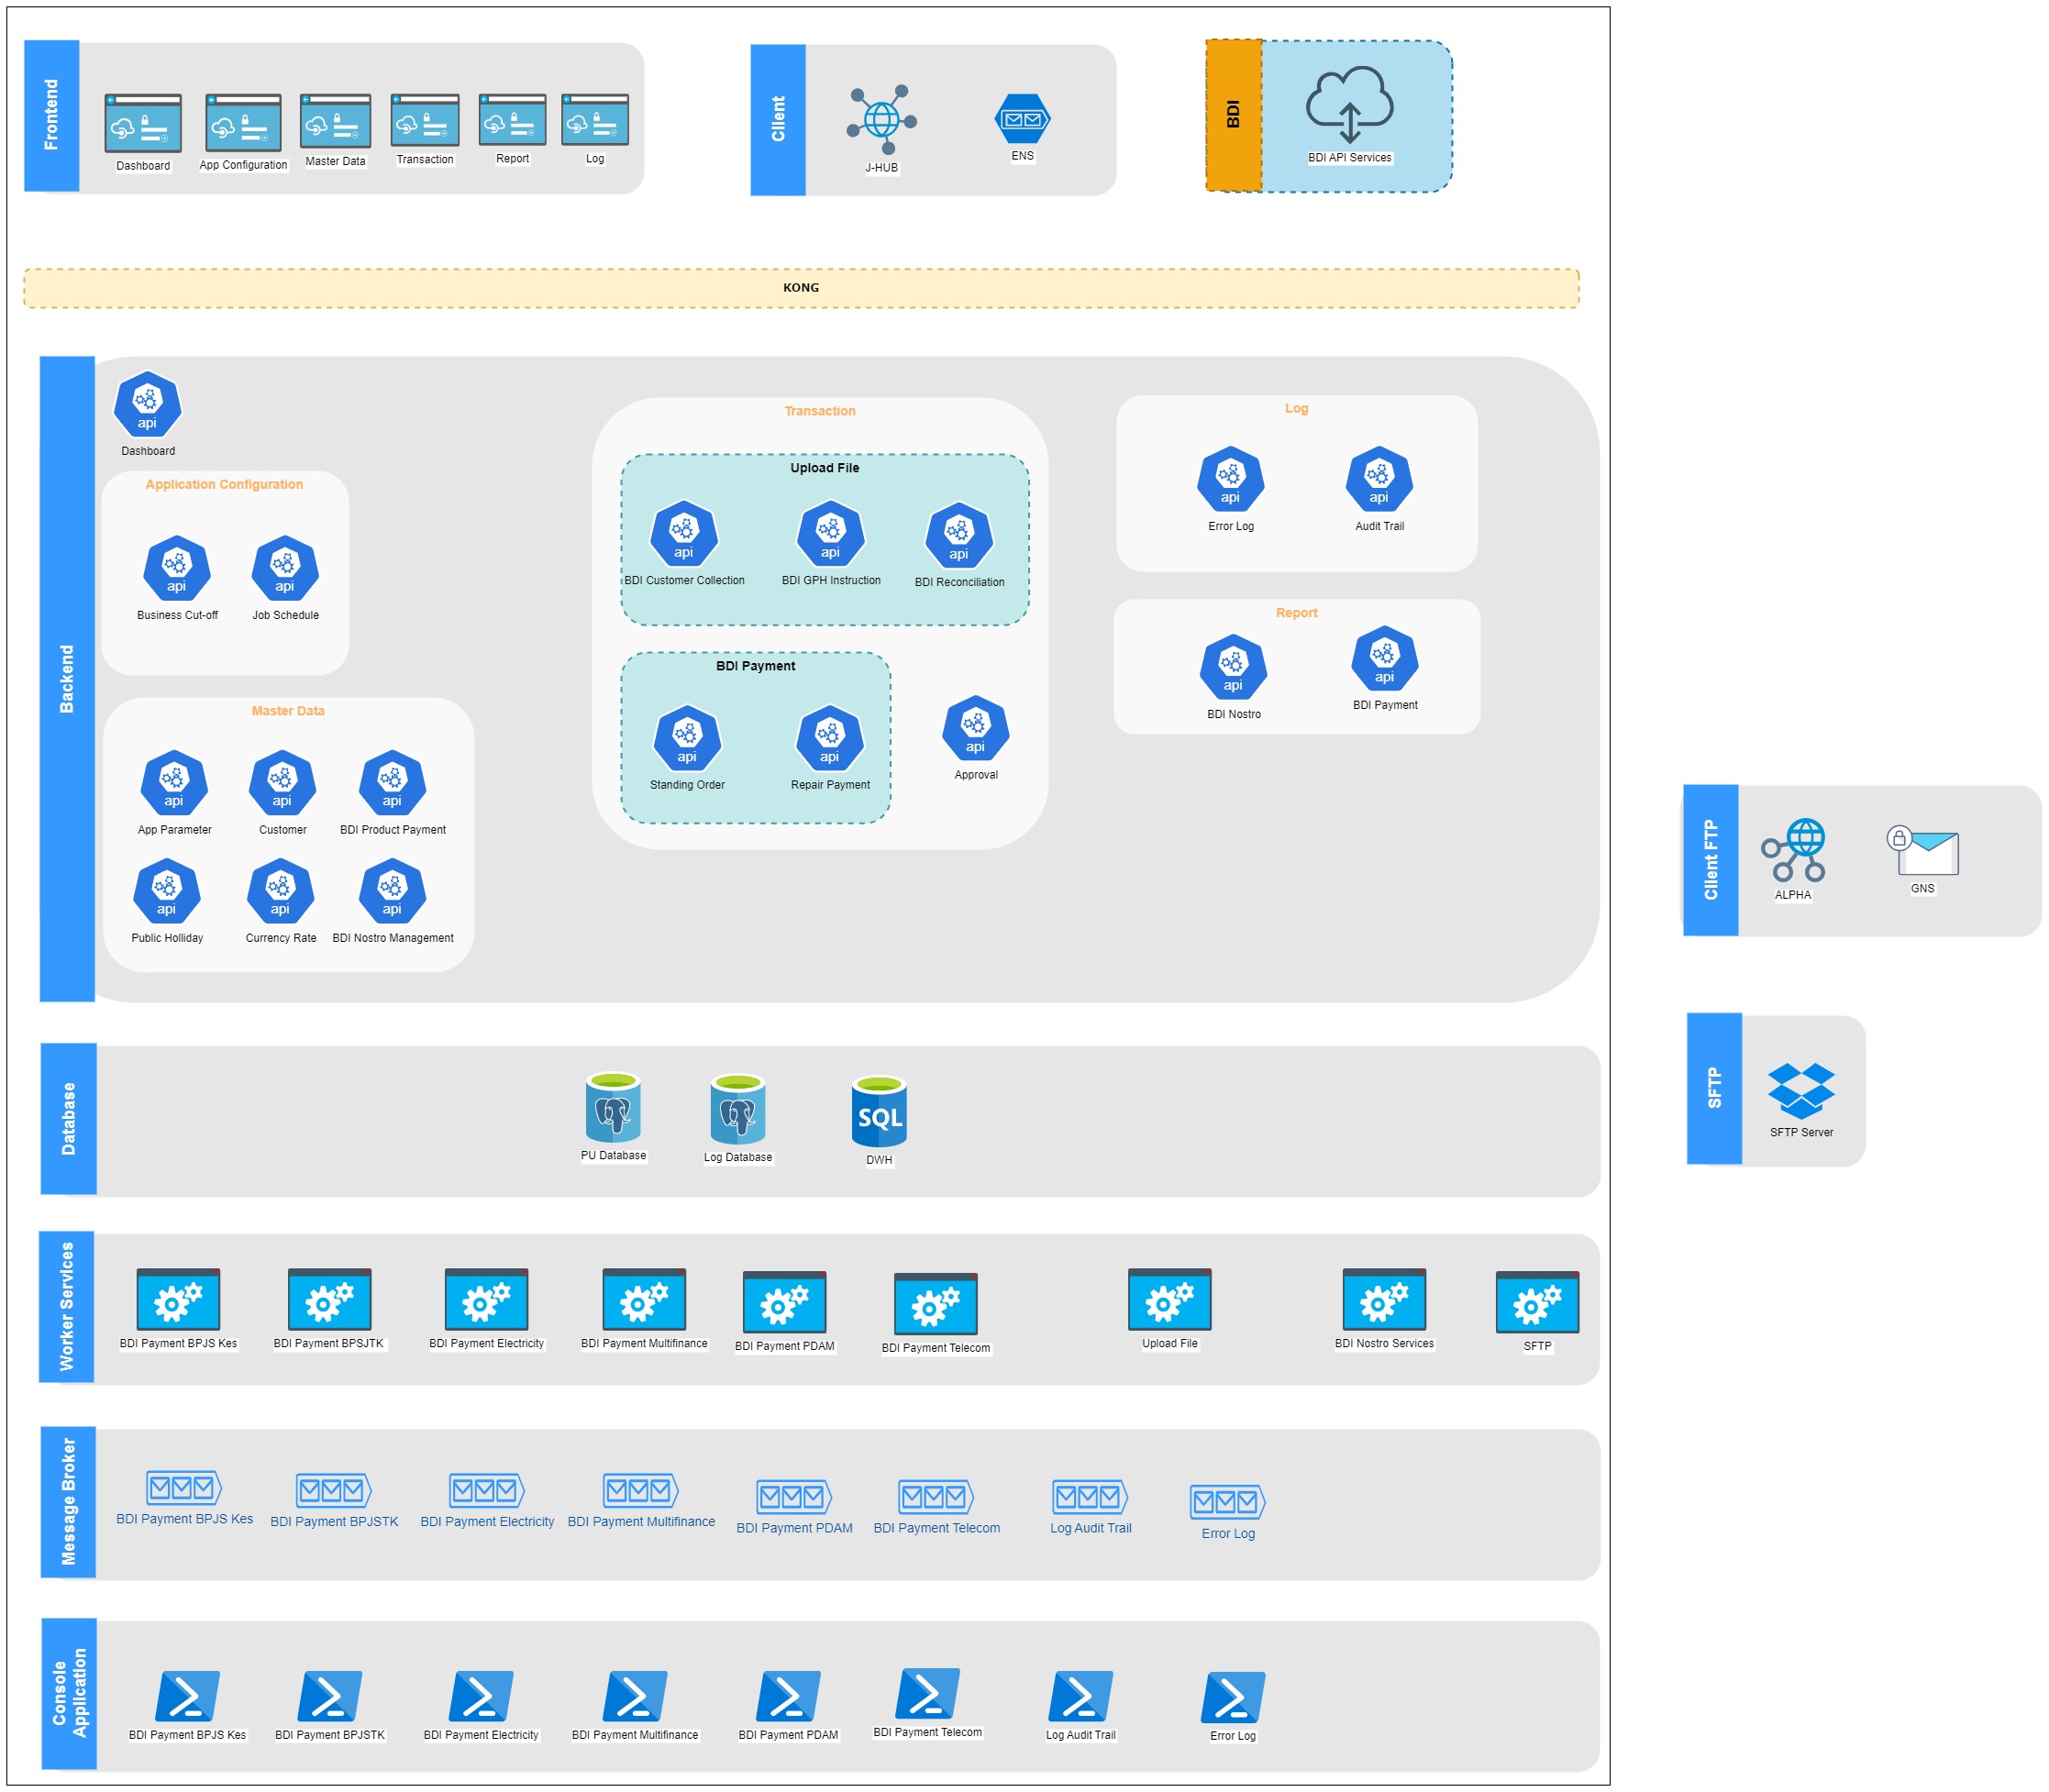 Frontend
Dashboard
App Configuration
Master Data
Transaction
Report
Log
Client
J-HUB
ENS
BDI
BDI API Services
KONG
Backend
api
Dashboard
Application Configuration
api
Business Cut-off
api
Job Schedule
Master Data
api
App Parameter
api
Customer
api
BDI Product Payment
api
Public Holliday
api
Currency Rate
api
BDI Nostro Management
Transaction
Upload File
api
BDI Customer Collection
api
BDI GPH Instruction
api
BDI Reconciliation
BDI Payment
api
Standing Order
api
Repair Payment
api
Approval
Log
api
Error Log
api
Audit Trail
Report
api
BDI Nostro
api
BDI Payment
Client FTP
ALPHA
GNS
SFTP
SFTP Server
Database
PU Database
Log Database
SQL
DWH
Worker Services
BDI Payment BPJS Kes
BDI Payment BPSJTK
BDI Payment Electricity
BDI Payment Multifinance
BDI Payment PDAM
BDI Payment Telecom
Upload File
BDI Nostro Services
SFTP
Message Broker
BDI Payment BPJS Kes
BDI Payment BPJSTK
BDI Payment Electricity
BDI Payment Multifinance
BDI Payment PDAM
BDI Payment Telecom
Log Audit Trail
Error Log
Console
Application
BDI Payment BPJS Kes
BDI Payment BPJSTK
BDI Payment Electricity
BDI Payment Multifinance
BDI Payment PDAM
BDI Payment Telecom
Log Audit Trail
Error Log